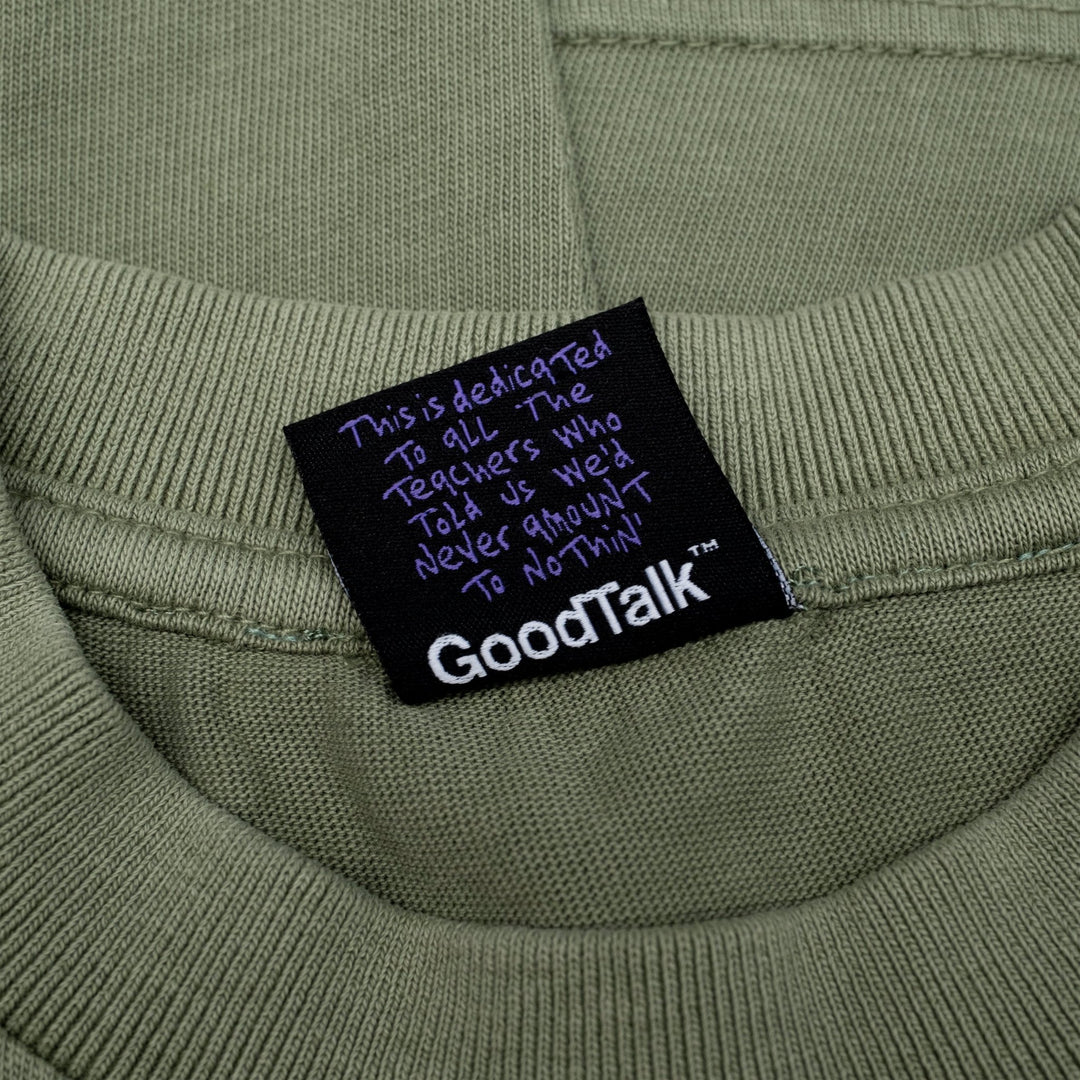 This is dedicated
To all The
Teachers Who
Told us We'd
Never amount
To NoThin'
GoodTalk™